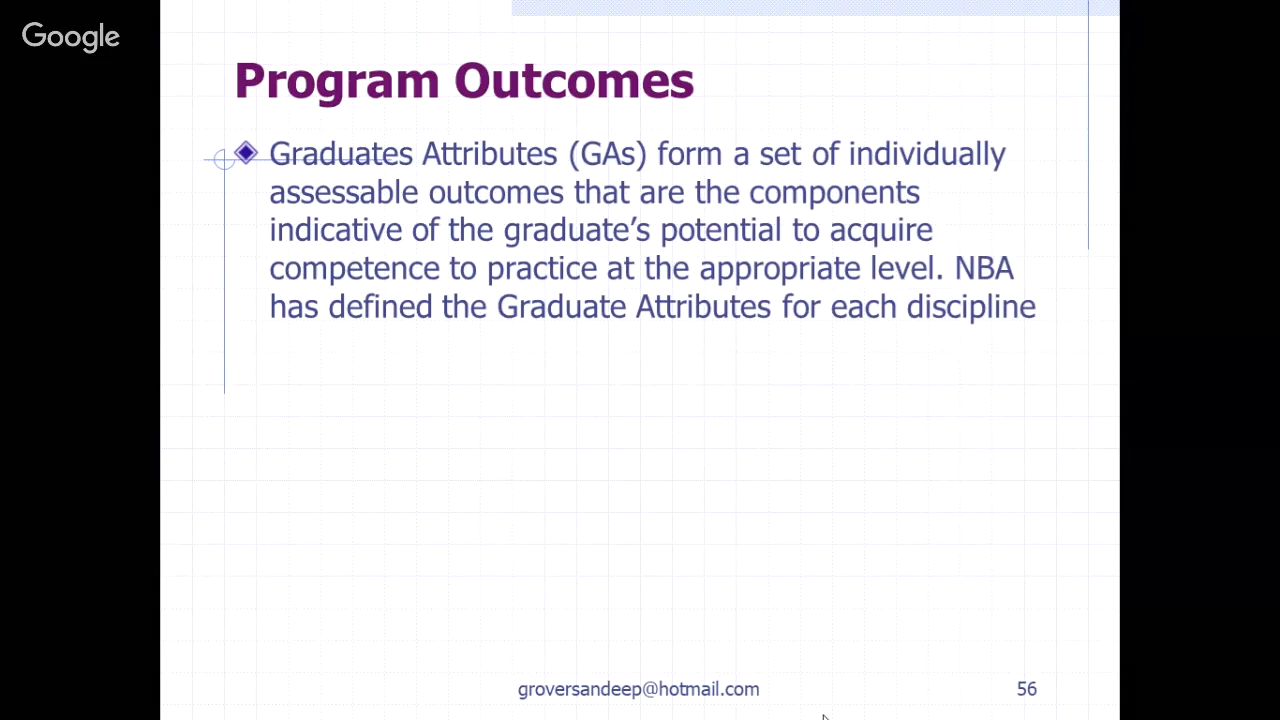 Google
Program Outcomes
Graduates Attributes (GAs) form a set of individually
assessable outcomes that are the components
indicative of the graduate’s potential to acquire
competence to practice at the appropriate level. NBA
has defined the Graduate Attributes for each discipline
groversandeep@hotmail.com
56